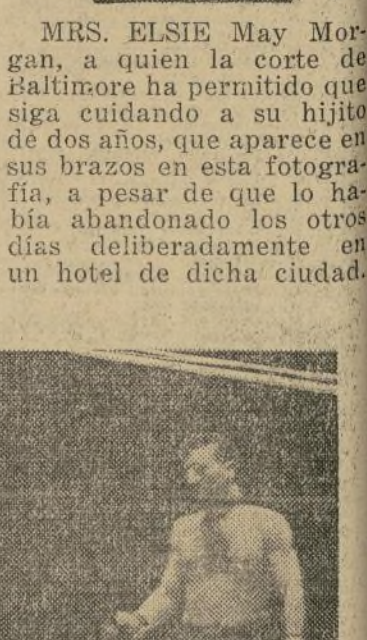 MRS. ELSIE May Mor-
gan, a quien la corte de
Baltimore ha permitido que
siga cuidando a su hijito
de dos años, que aparece en
sus brazos en esta fotogra-
fía, a pesar de que lo ha-
bía abandonado los otros
días deliberadamente en
un hotel de dicha ciudad.